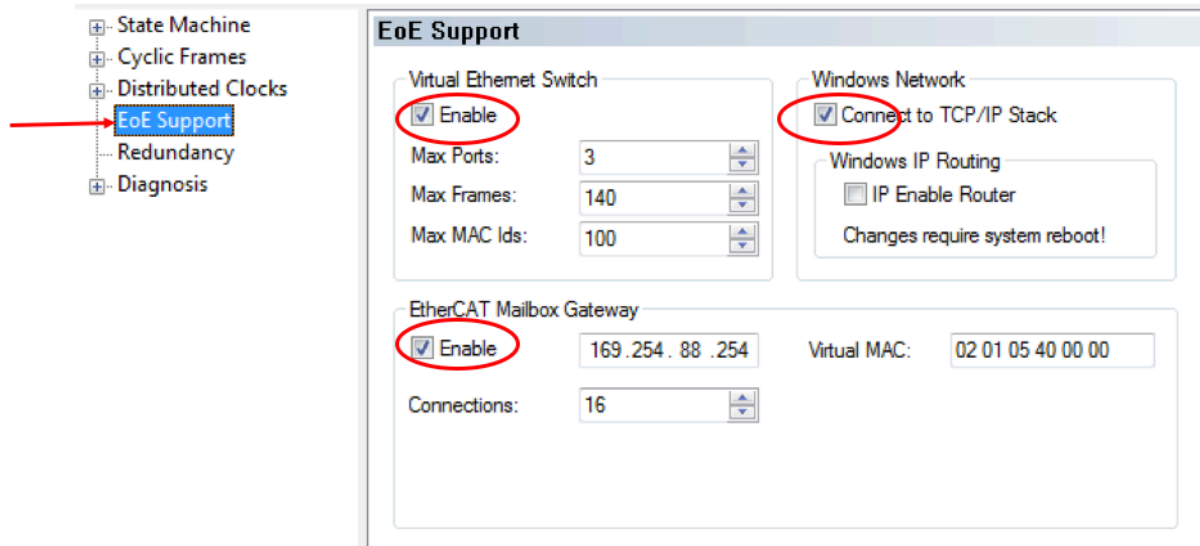 State Machine
Cyclic Frames
Distributed Clocks
EoE Support
Redundancy
Diagnosis
EoE Support
Virtual Ethernet Switch
Enable
Max Ports: 3
Max Frames: 140
Max MAC Ids: 100
Windows Network
Connect to TCP/IP Stack
Windows IP Routing
IP Enable Router
Changes require system reboot!
EtherCAT Mailbox Gateway
Enable 169 .254 . 88 .254 Virtual MAC: 02 01 05 40 00 00
Connections: 16